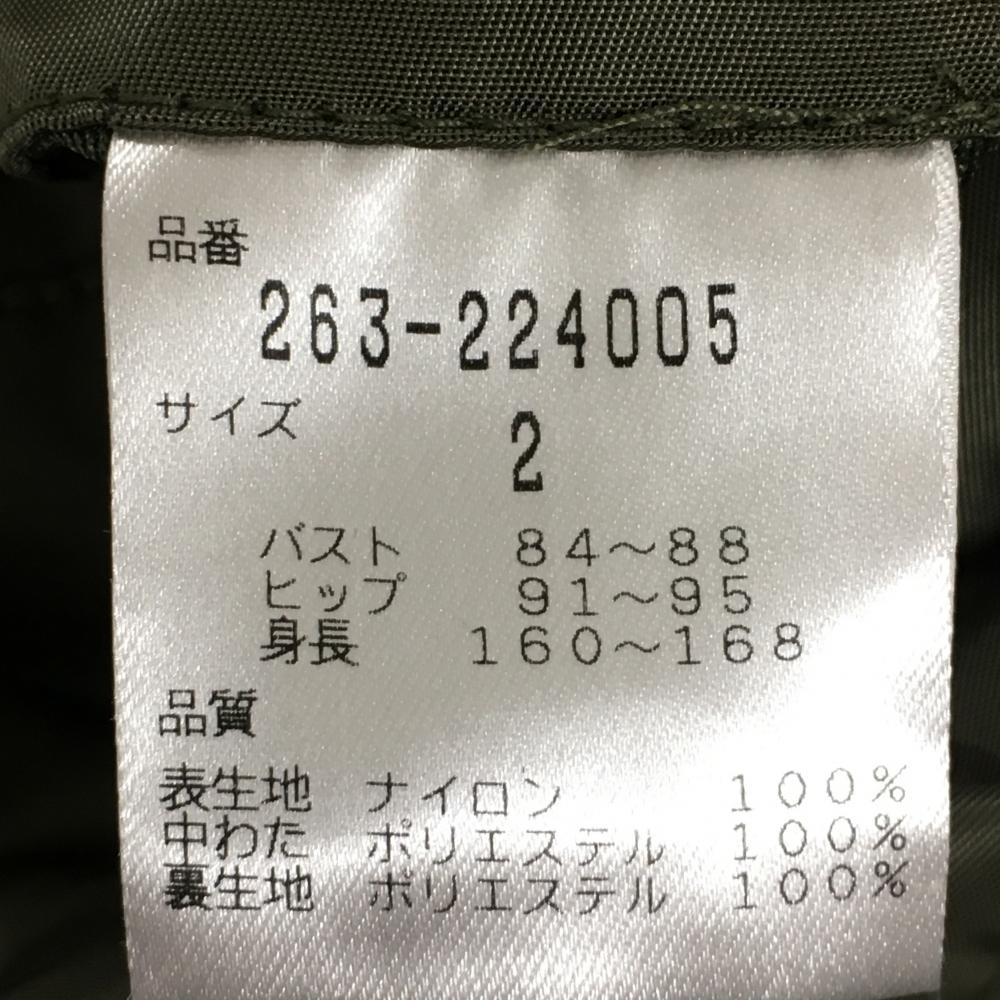 品番
263-224005
サイズ
2
バスト 84～88
ヒップ 91～95
身長 160～168
品質
表生地 ナイロン 100%
中わた ポリエステル 100%
裏生地 ポリエステル 100%